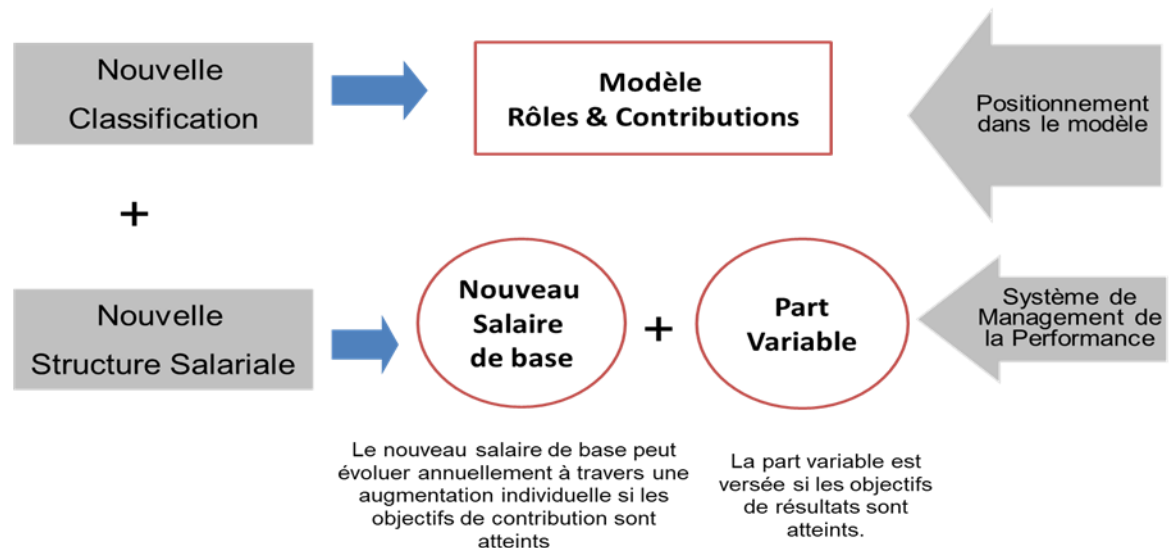 Nouvelle
Classification
Modèle
Rôles & Contributions
Positionnement
dans le modèle
+
Nouvelle
Structure Salariale
Nouveau
Salaire
de base
+
Part
Variable
Système de
Management de
la Performance
Le nouveau salaire de base peut
évoluer annuellement à travers une
augmentation individuelle si les
objectifs de contribution sont
atteints
La part variable est
versée si les objectifs
de résultats sont
atteints.